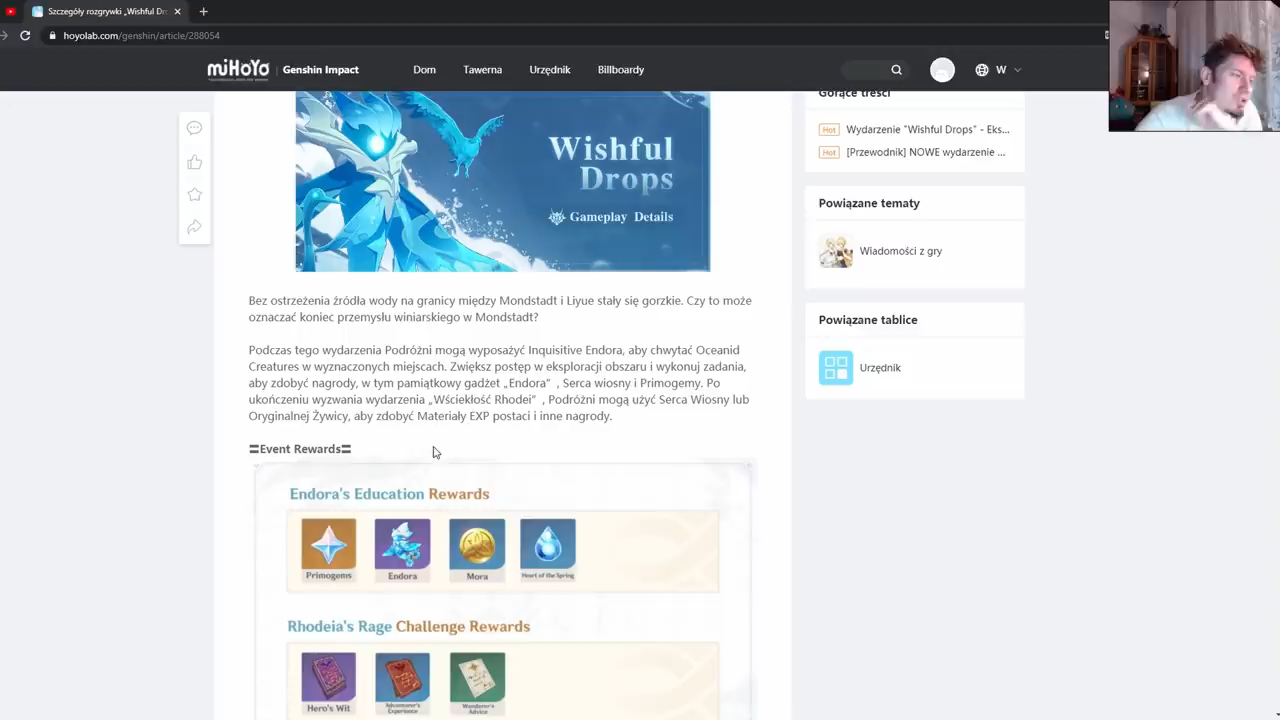 Szczegóły rozgrywki „Wishful Dro
hoyolab.com/genshin/article/288054
miHoYo
Genshin Impact
Dom
Tawerna
Urzędnik
Billboardy
W
Wishful
Drops
Gameplay Details
Bez ostrzeżenia źródła wody na granicy między Mondstadt i Liyue stały się gorzkie. Czy to może
oznaczać koniec przemysłu winiarskiego w Mondstadt?
Podczas tego wydarzenia Podróżni mogą wyposażyć Inquisitive Endora, aby chwytać Oceanid
Creatures w wyznaczonych miejscach. Zwiększ postęp w eksploracji obszaru i wykonuj zadania,
aby zdobyć nagrody, w tym pamiątkowy gadżet „Endora” , Serca wiosny i Primogemy. Po
ukończeniu wyzwania wydarzenia „Wściekłość Rhodei” , Podróżni mogą użyć Serca Wiosny lub
Oryginalnej Żywicy, aby zdobyć Materiały EXP postaci i inne nagrody.
〓Event Rewards〓
Endora's Education Rewards
Primogems
Endora
Mora
Heart of the Spring
Rhodeia's Rage Challenge Rewards
Hero's Wit
Adventurer's
Experience
Wanderer's
Advice
Gorące treści
Hot
Wydarzenie "Wishful Drops" - Eks...
Hot
[Przewodnik] NOWE wydarzenie ...
Powiązane tematy
Wiadomości z gry
Powiązane tablice
Urzędnik